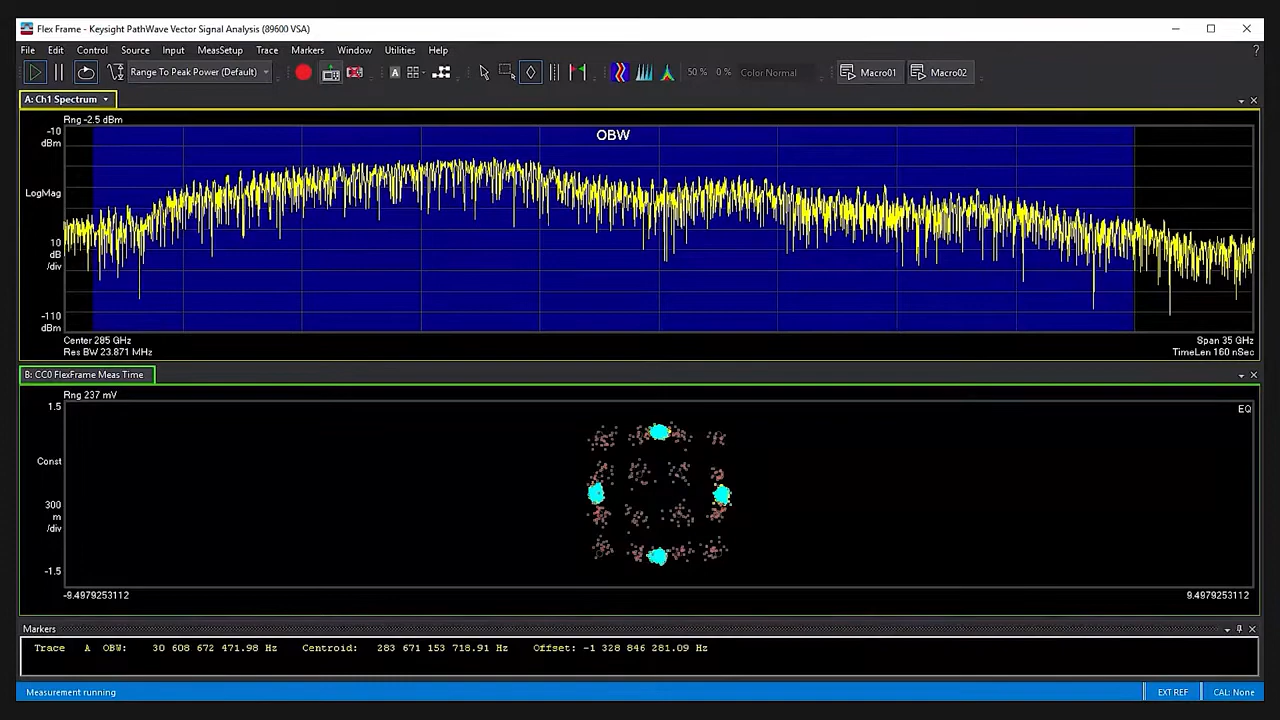 Flex Frame - Keysight PathWave Vector Signal Analysis (89600 VSA)
File Edit Control Source Input MeasSetup Trace Markers Window Utilities Help
Range To Peak Power (Default) A 50 % 0 % Color Normal Macro01 Macro02
A: Ch1 Spectrum
Rng -2.5 dBm
-10
dBm
OBW
LogMag
10
dB
/div
-110
dBm
Center 285 GHz Span 35 GHz
Res BW 23.871 MHz TimeLen 160 nSec
B: CC0 FlexFrame Meas Time
Rng 237 mV
1.5 EQ
Const
300
m
/div
-1.5
-9.4979253112 9.4979253112
Markers
Trace A OBW: 30 608 672 471.98 Hz Centroid: 283 671 153 718.91 Hz Offset: -1 328 846 281.09 Hz
Measurement running EXT REF CAL: None